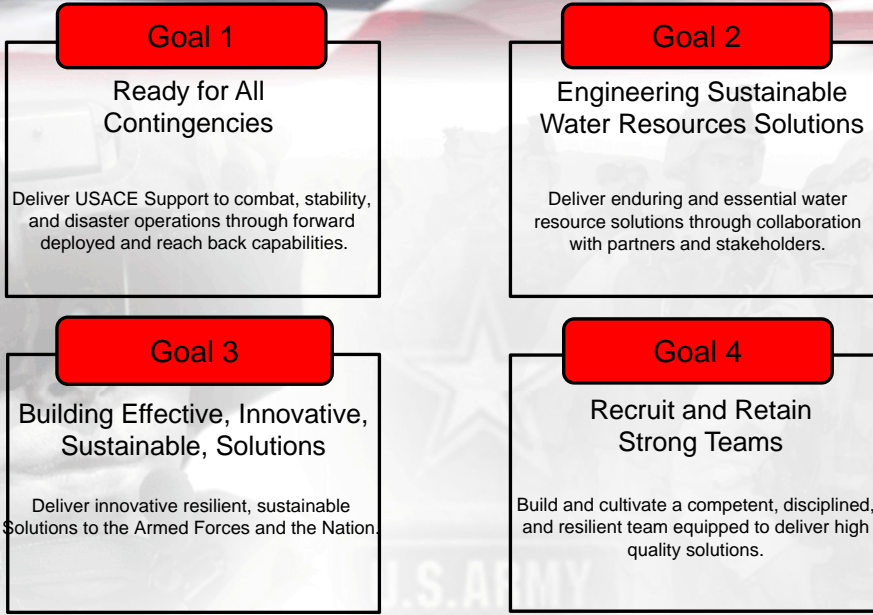 Goal 1
Ready for All
Contingencies
Deliver USACE Support to combat, stability,
and disaster operations through forward
deployed and reach back capabilities.
Goal 2
Engineering Sustainable
Water Resources Solutions
Deliver enduring and essential water
resource solutions through collaboration
with partners and stakeholders.
Goal 3
Building Effective, Innovative,
Sustainable, Solutions
Deliver innovative resilient, sustainable
Solutions to the Armed Forces and the Nation.
Goal 4
Recruit and Retain
Strong Teams
Build and cultivate a competent, disciplined,
and resilient team equipped to deliver high
quality solutions.
U.S.ARMY